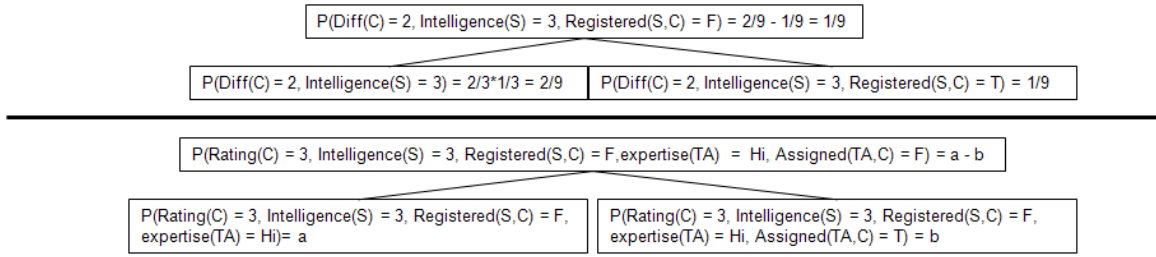 P(Diff(C) = 2, Intelligence(S) = 3, Registered(S,C) = F) = 2/9 - 1/9 = 1/9
P(Diff(C) = 2, Intelligence(S) = 3) = 2/3*1/3 = 2/9
P(Diff(C) = 2, Intelligence(S) = 3, Registered(S,C) = T) = 1/9
P(Rating(C) = 3, Intelligence(S) = 3, Registered(S,C) = F,expertise(TA) = Hi, Assigned(TA,C) = F) = a - b
P(Rating(C) = 3, Intelligence(S) = 3, Registered(S,C) = F,
expertise(TA) = Hi)= a
P(Rating(C) = 3, Intelligence(S) = 3, Registered(S,C) = F,
expertise(TA) = Hi, Assigned(TA,C) = T) = b